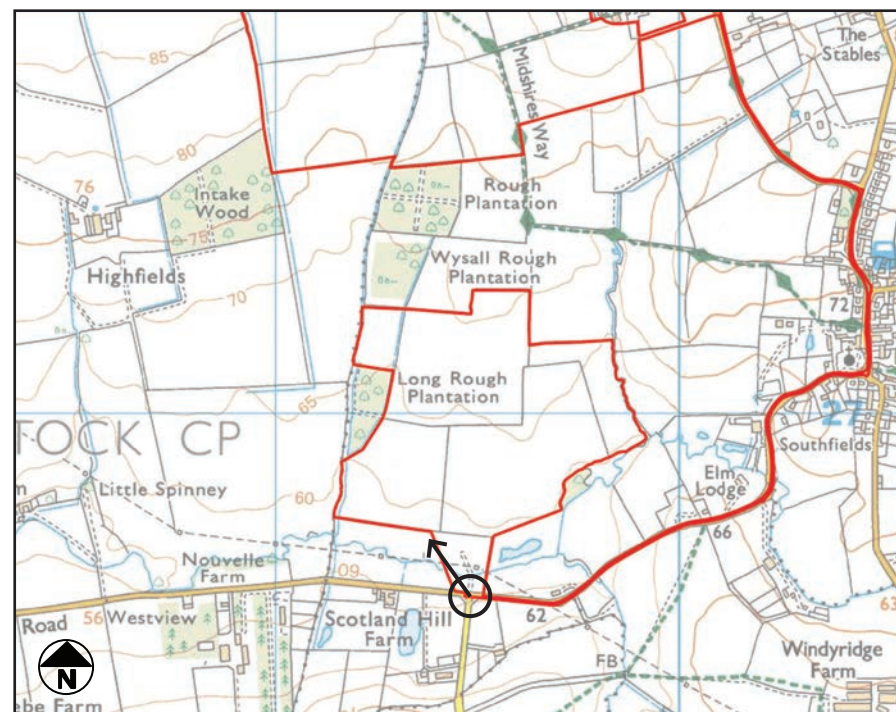 The
Stables
85
Midshires Way
80
76
Intake
Wood
Rough
Plantation
75
Wysall Rough
Plantation
Highfields
70
72
Long Rough
Plantation
65
27
TOCK CP
Southfields
Elm
Lodge
Little Spinney
60
66
Nouvelle
Farm
60
56
Westview
Road
Scotland Hill
Farm
62
63
FB
Windyridge
Farm
N
ebe Farm